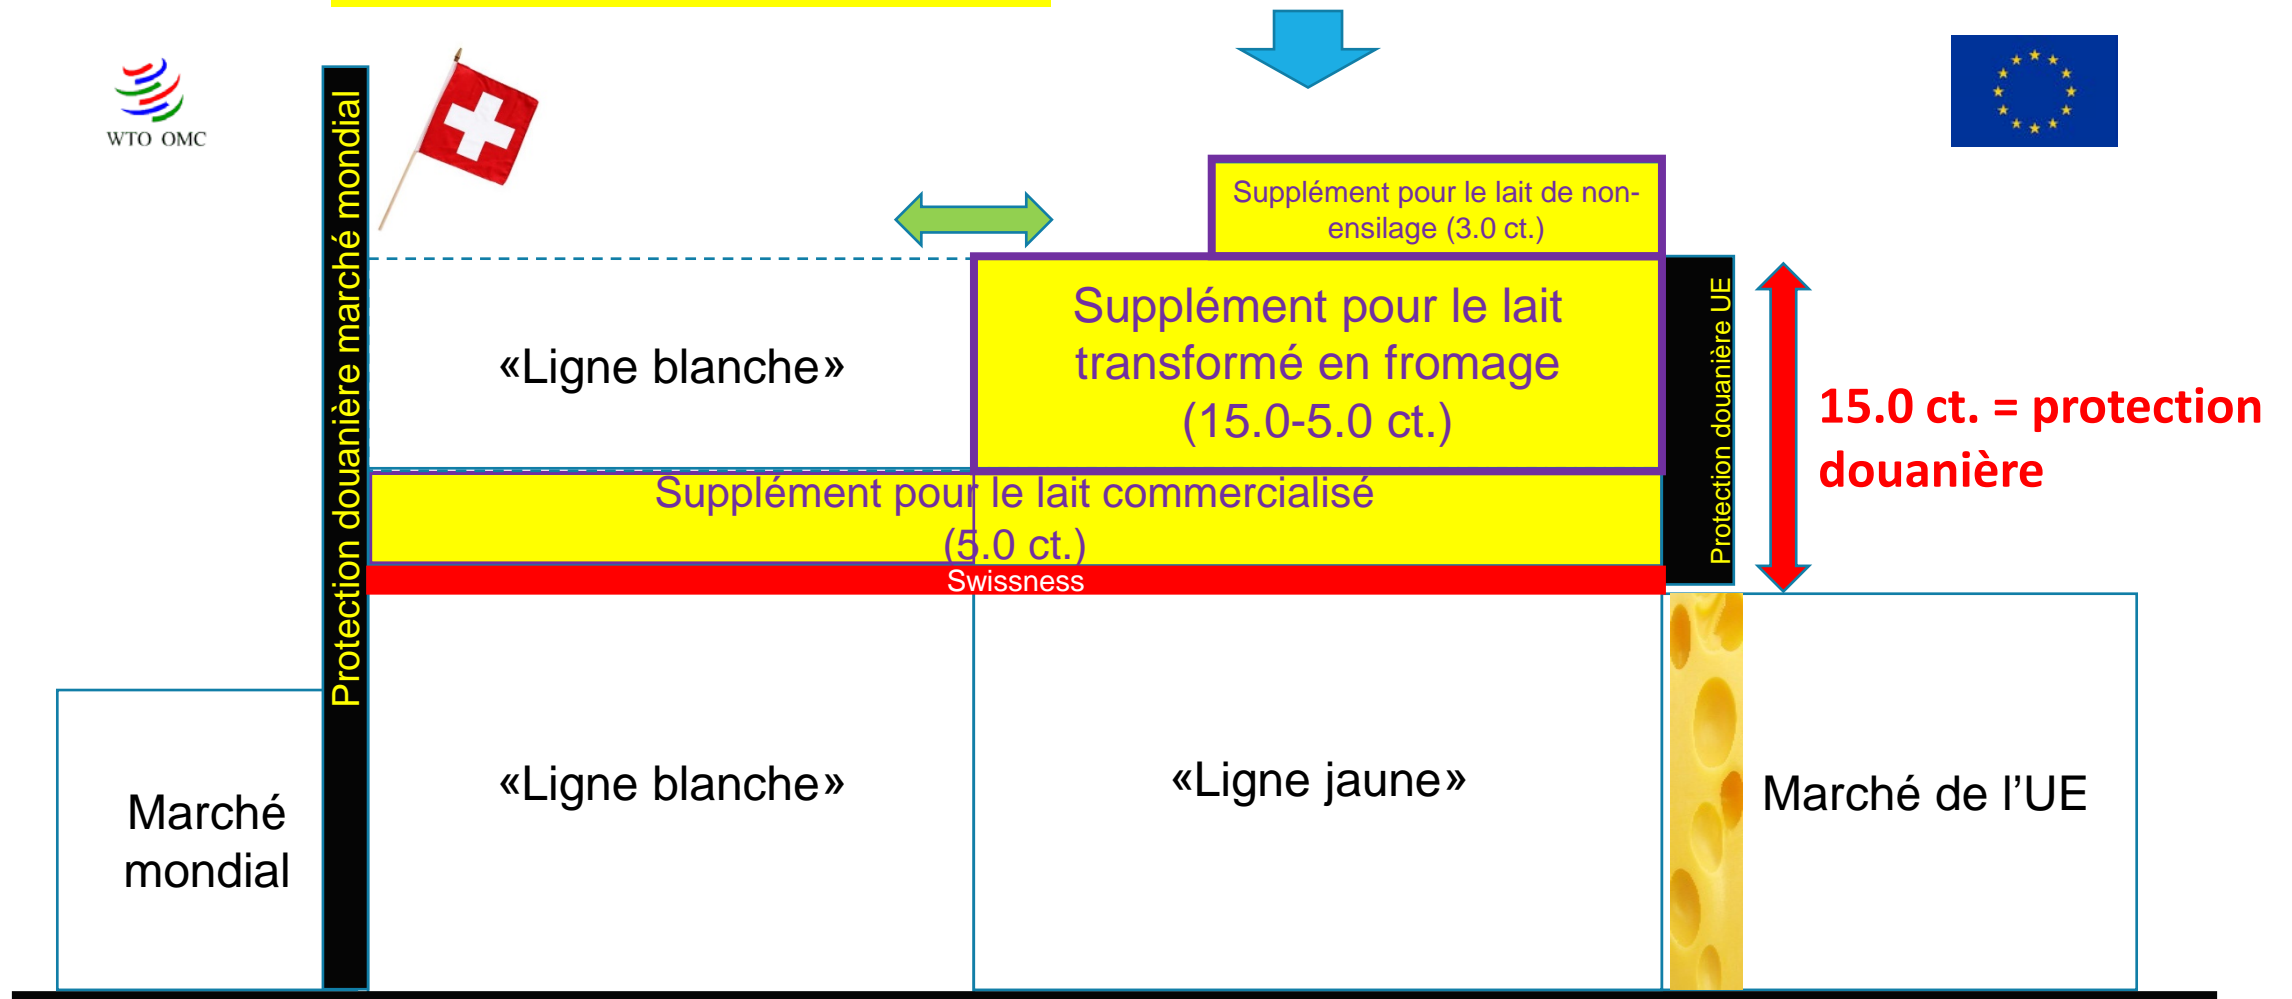 WTO OMC
Protection douanière marché mondial
Supplément pour le lait de non-
ensilage (3.0 ct.)
Supplément pour le lait
transformé en fromage
(15.0-5.0 ct.)
«Ligne blanche»
Protection douanière UE
15.0 ct. = protection
douanière
Supplément pour le lait commercialisé
(5.0 ct.)
Swissness
Marché
mondial
«Ligne blanche»
«Ligne jaune»
Marché de l’UE